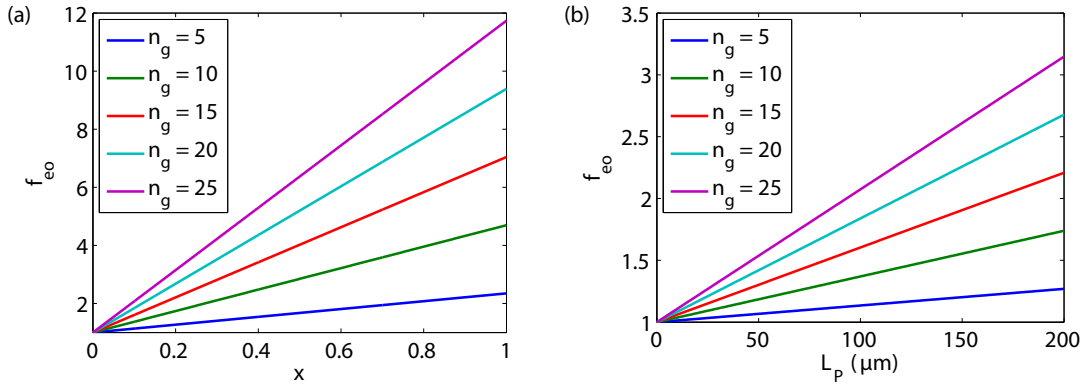 (a)
12
10
8
6
4
2
f_eo
n_g = 5
n_g = 10
n_g = 15
n_g = 20
n_g = 25
0 0.2 0.4 0.6 0.8 1
x
(b)
3.5
3
2.5
2
1.5
1
f_eo
n_g = 5
n_g = 10
n_g = 15
n_g = 20
n_g = 25
0 50 100 150 200
L_P (µm)